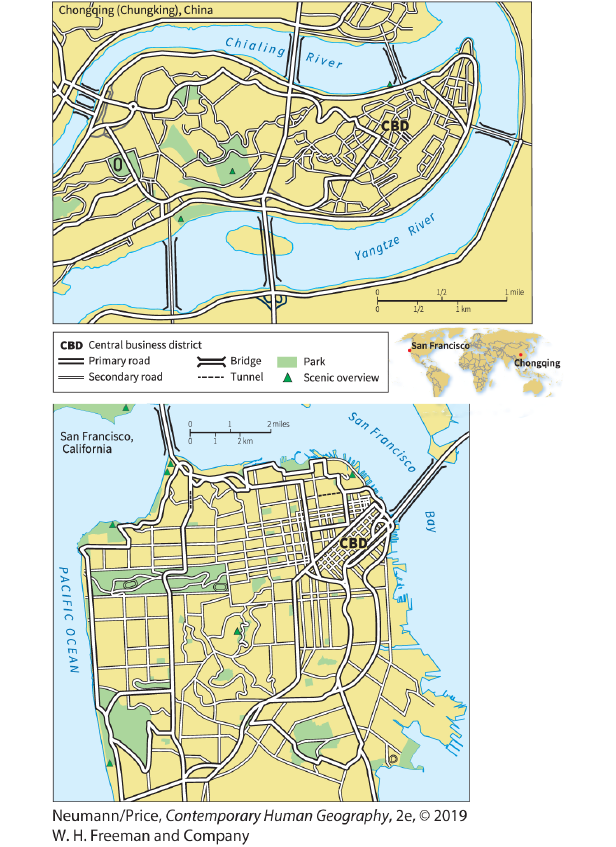 Chongqing (Chungking), China
Chialing River
CBD
Yangtze River
0 1/2 1 mile
0 1/2 1 km
CBD Central business district
Primary road
Secondary road
Bridge
Tunnel
Park
Scenic overview
San Francisco
Chongqing
San Francisco,
California
0 1 2 miles
0 1 2 km
San Francisco
Bay
CBD
PACIFIC OCEAN
Neumann/Price, Contemporary Human Geography, 2e, © 2019
W. H. Freeman and Company